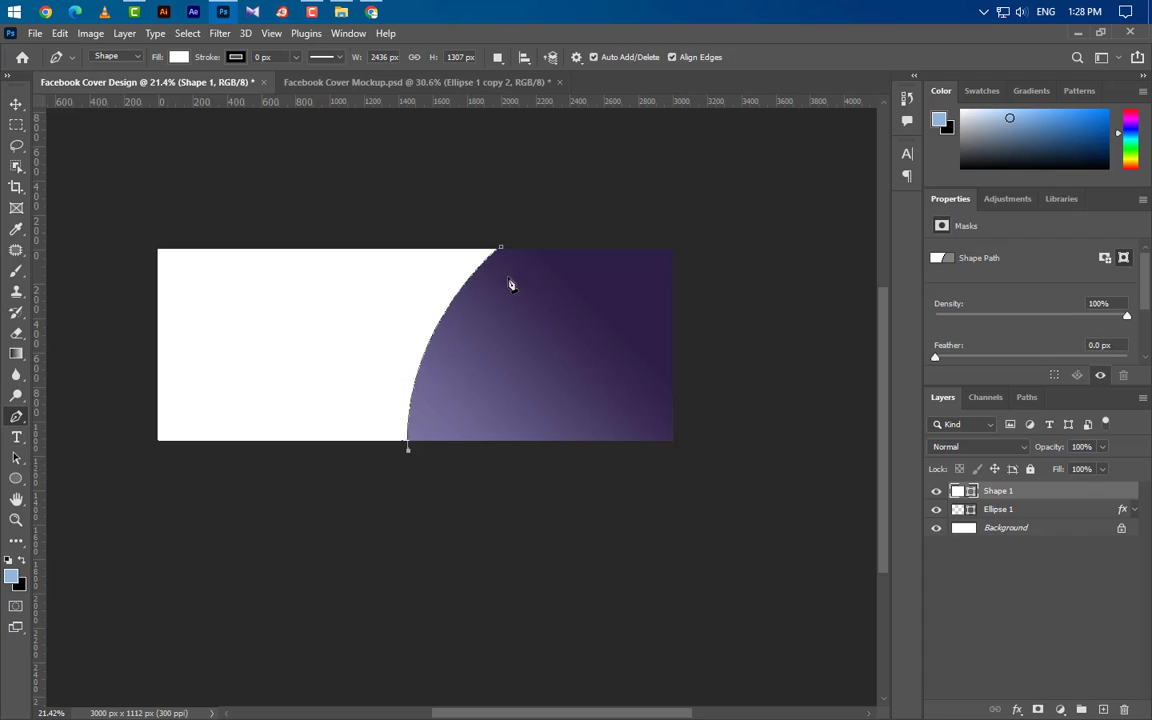 Ai Ae Ps ENG 1:28 PM
Ps File Edit Image Layer Type Select Filter 3D View Plugins Window Help
Shape Fill: Stroke: 0 px W: 2436 px H: 1307 px Auto Add/Delete Align Edges
Facebook Cover Design @ 21.4% (Shape 1, RGB/8) * × Facebook Cover Mockup.psd @ 30.6% (Ellipse 1 copy 2, RGB/8) * ×
600 400 200 0 200 400 600 800 1000 1200 1400 1600 1800 2000 2200 2400 2600 2800 3000 3200 3400 3600 3800 4000
Color Swatches Gradients Patterns
Properties Adjustments Libraries
Masks
Shape Path
Density: 100%
Feather: 0.0 px
Layers Channels Paths
Kind
Normal Opacity: 100%
Lock: Fill: 100%
Shape 1
Ellipse 1 fx
Background
21.42% 3000 px x 1112 px (300 ppi)